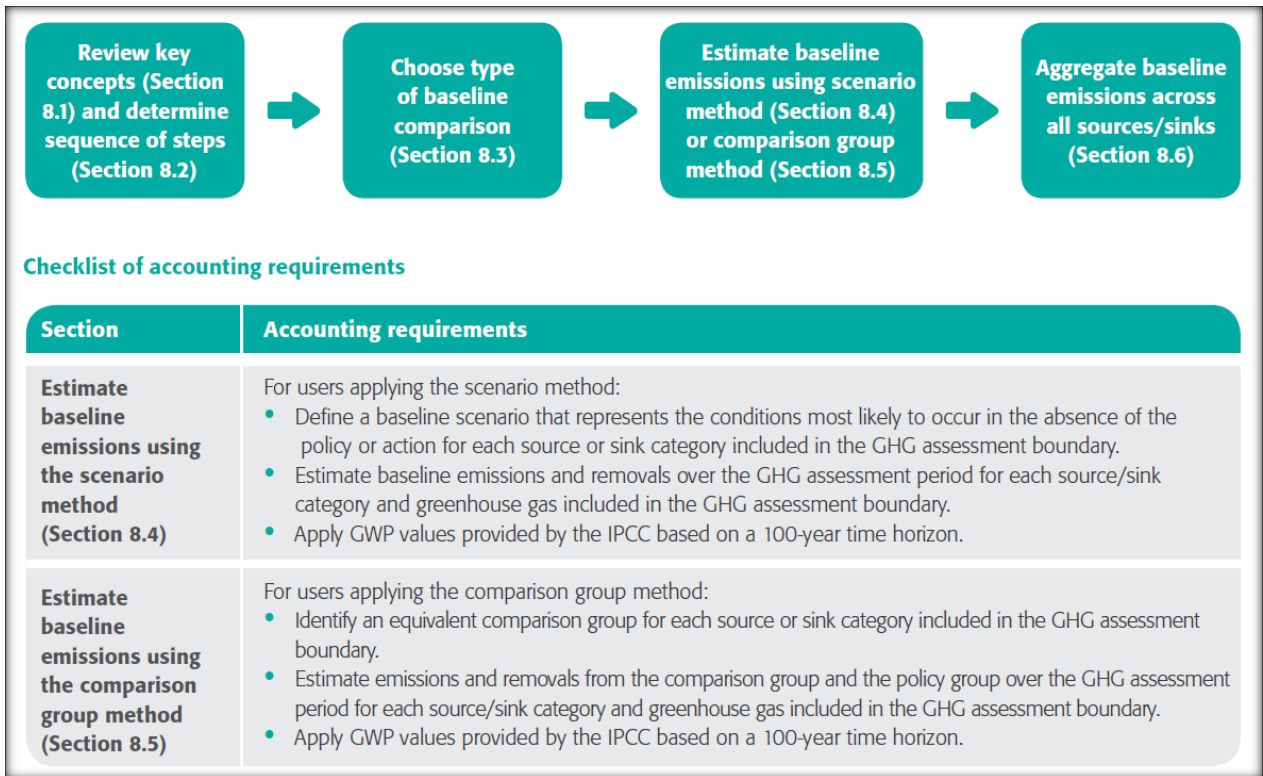 Review key
concepts (Section
8.1) and determine
sequence of steps
(Section 8.2)
Choose type
of baseline
comparison
(Section 8.3)
Estimate baseline
emissions using scenario
method (Section 8.4)
or comparison group
method (Section 8.5)
Aggregate baseline
emissions across
all sources/sinks
(Section 8.6)
Checklist of accounting requirements
Section
Accounting requirements
Estimate
baseline
emissions using
the scenario
method
(Section 8.4)
For users applying the scenario method:
• Define a baseline scenario that represents the conditions most likely to occur in the absence of the
policy or action for each source or sink category included in the GHG assessment boundary.
• Estimate baseline emissions and removals over the GHG assessment period for each source/sink
category and greenhouse gas included in the GHG assessment boundary.
• Apply GWP values provided by the IPCC based on a 100-year time horizon.
Estimate
baseline
emissions using
the comparison
group method
(Section 8.5)
For users applying the comparison group method:
• Identify an equivalent comparison group for each source or sink category included in the GHG assessment
boundary.
• Estimate emissions and removals from the comparison group and the policy group over the GHG assessment
period for each source/sink category and greenhouse gas included in the GHG assessment boundary.
• Apply GWP values provided by the IPCC based on a 100-year time horizon.